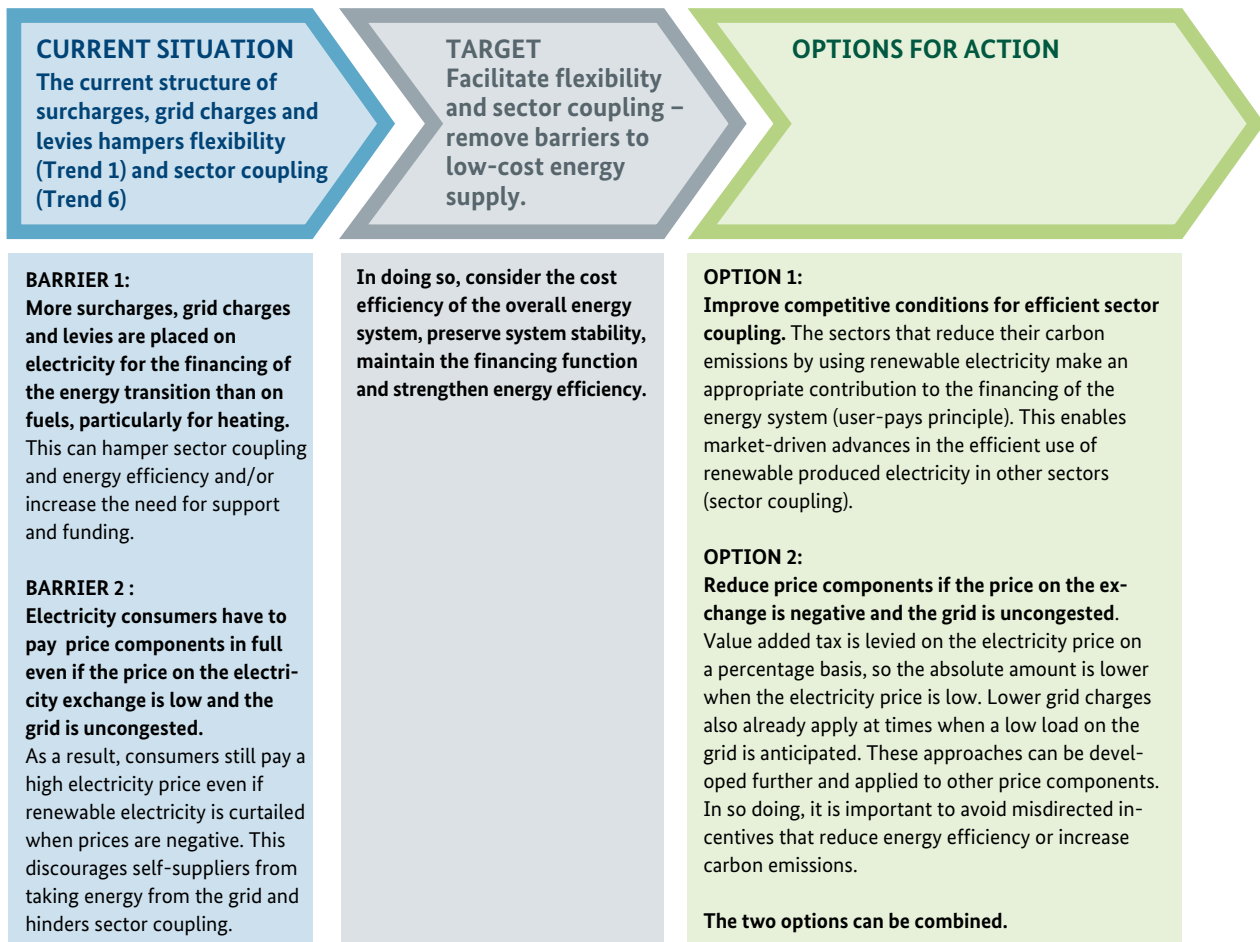 CURRENT SITUATION
The current structure of
surcharges, grid charges and
levies hampers flexibility
(Trend 1) and sector coupling
(Trend 6)
TARGET
Facilitate flexibility
and sector coupling –
remove barriers to
low-cost energy
supply.
OPTIONS FOR ACTION
BARRIER 1:
More surcharges, grid charges
and levies are placed on
electricity for the financing of
the energy transition than on
fuels, particularly for heating.
This can hamper sector coupling
and energy efficiency and/or
increase the need for support
and funding.
BARRIER 2 :
Electricity consumers have to
pay price components in full
even if the price on the electri-
city exchange is low and the
grid is uncongested.
As a result, consumers still pay a
high electricity price even if
renewable electricity is curtailed
when prices are negative. This
discourages self-suppliers from
taking energy from the grid and
hinders sector coupling.
In doing so, consider the cost
efficiency of the overall energy
system, preserve system stability,
maintain the financing function
and strengthen energy efficiency.
OPTION 1:
Improve competitive conditions for efficient sector
coupling. The sectors that reduce their carbon
emissions by using renewable electricity make an
appropriate contribution to the financing of the
energy system (user-pays principle). This enables
market-driven advances in the efficient use of
renewable produced electricity in other sectors
(sector coupling).
OPTION 2:
Reduce price components if the price on the ex-
change is negative and the grid is uncongested.
Value added tax is levied on the electricity price on
a percentage basis, so the absolute amount is lower
when the electricity price is low. Lower grid charges
also already apply at times when a low load on the
grid is anticipated. These approaches can be devel-
oped further and applied to other price components.
In so doing, it is important to avoid misdirected in-
centives that reduce energy efficiency or increase
carbon emissions.
The two options can be combined.